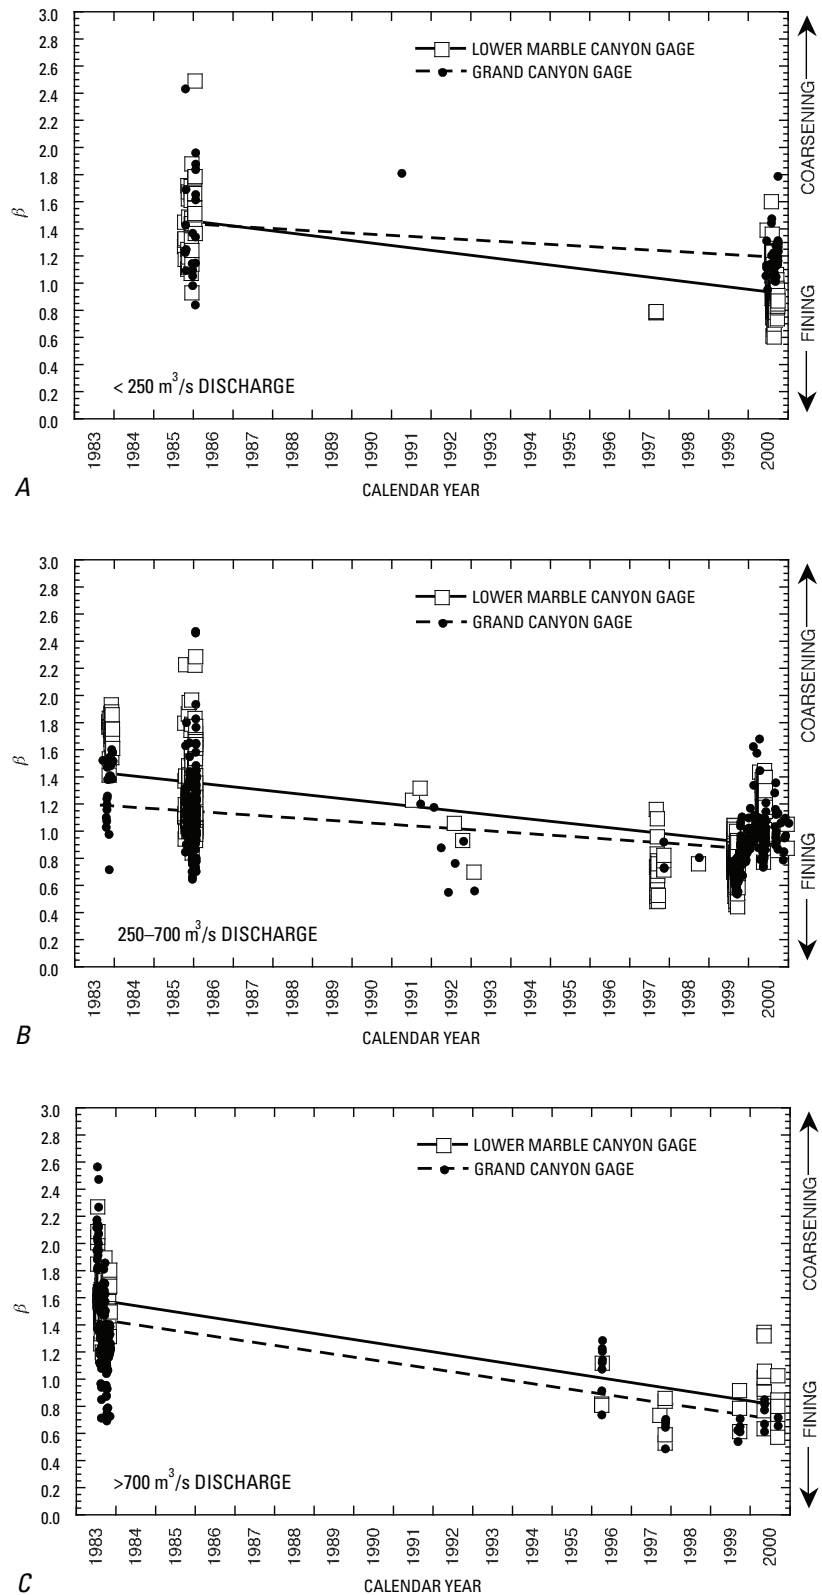 3.0
2.8
2.6
2.4
2.2
2.0
1.8
1.6
1.4
1.2
1.0
0.8
0.6
0.4
0.2
0.0
β
LOWER MARBLE CANYON GAGE
GRAND CANYON GAGE
< 250 m³/s DISCHARGE
COARSENING
FINING
1983 1984 1985 1986 1987 1988 1989 1990 1991 1992 1993 1994 1995 1996 1997 1998 1999 2000
CALENDAR YEAR
A
3.0
2.8
2.6
2.4
2.2
2.0
1.8
1.6
1.4
1.2
1.0
0.8
0.6
0.4
0.2
0.0
β
LOWER MARBLE CANYON GAGE
GRAND CANYON GAGE
250–700 m³/s DISCHARGE
COARSENING
FINING
1983 1984 1985 1986 1987 1988 1989 1990 1991 1992 1993 1994 1995 1996 1997 1998 1999 2000
CALENDAR YEAR
B
3.0
2.8
2.6
2.4
2.2
2.0
1.8
1.6
1.4
1.2
1.0
0.8
0.6
0.4
0.2
0.0
β
LOWER MARBLE CANYON GAGE
GRAND CANYON GAGE
>700 m³/s DISCHARGE
COARSENING
FINING
1983 1984 1985 1986 1987 1988 1989 1990 1991 1992 1993 1994 1995 1996 1997 1998 1999 2000
CALENDAR YEAR
C